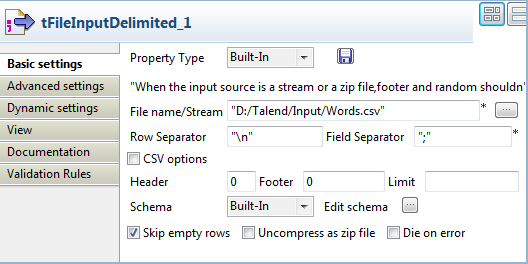 tFileInputDelimited_1
Basic settings
Advanced settings
Dynamic settings
View
Documentation
Validation Rules
Property Type Built-In
"When the input source is a stream or a zip file,footer and random shouldn'
File name/Stream "D:/Talend/Input/Words.csv" ... *
Row Separator "\n" Field Separator ";" *
CSV options
Header 0 Footer 0 Limit
Schema Built-In Edit schema ...
Skip empty rows Uncompress as zip file Die on error